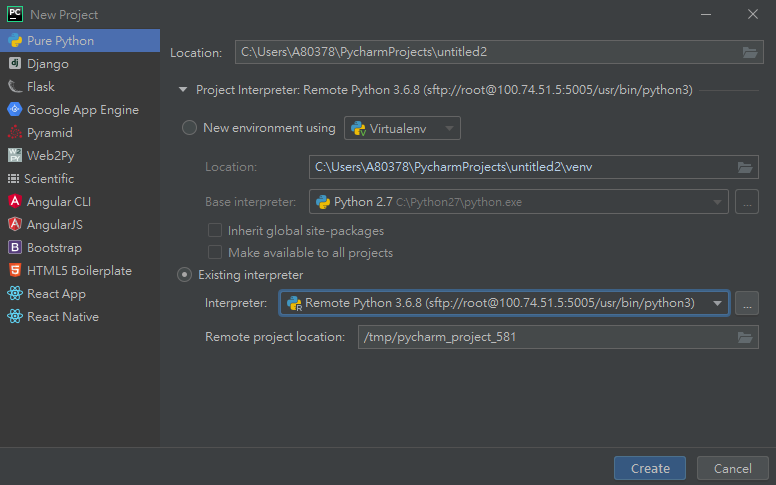 PC New Project
Pure Python
Django
Flask
Google App Engine
Pyramid
Web2Py
Scientific
Angular CLI
AngularJS
Bootstrap
HTML5 Boilerplate
React App
React Native
Location: C:\Users\A80378\PycharmProjects\untitled2
Project Interpreter: Remote Python 3.6.8 (sftp://root@100.74.51.5:5005/usr/bin/python3)
New environment using Virtualenv
Location: C:\Users\A80378\PycharmProjects\untitled2\venv
Base interpreter: Python 2.7 C:\Python27\python.exe ...
Inherit global site-packages
Make available to all projects
Existing interpreter
Interpreter: Remote Python 3.6.8 (sftp://root@100.74.51.5:5005/usr/bin/python3) ...
Remote project location: /tmp/pycharm_project_581
Create Cancel